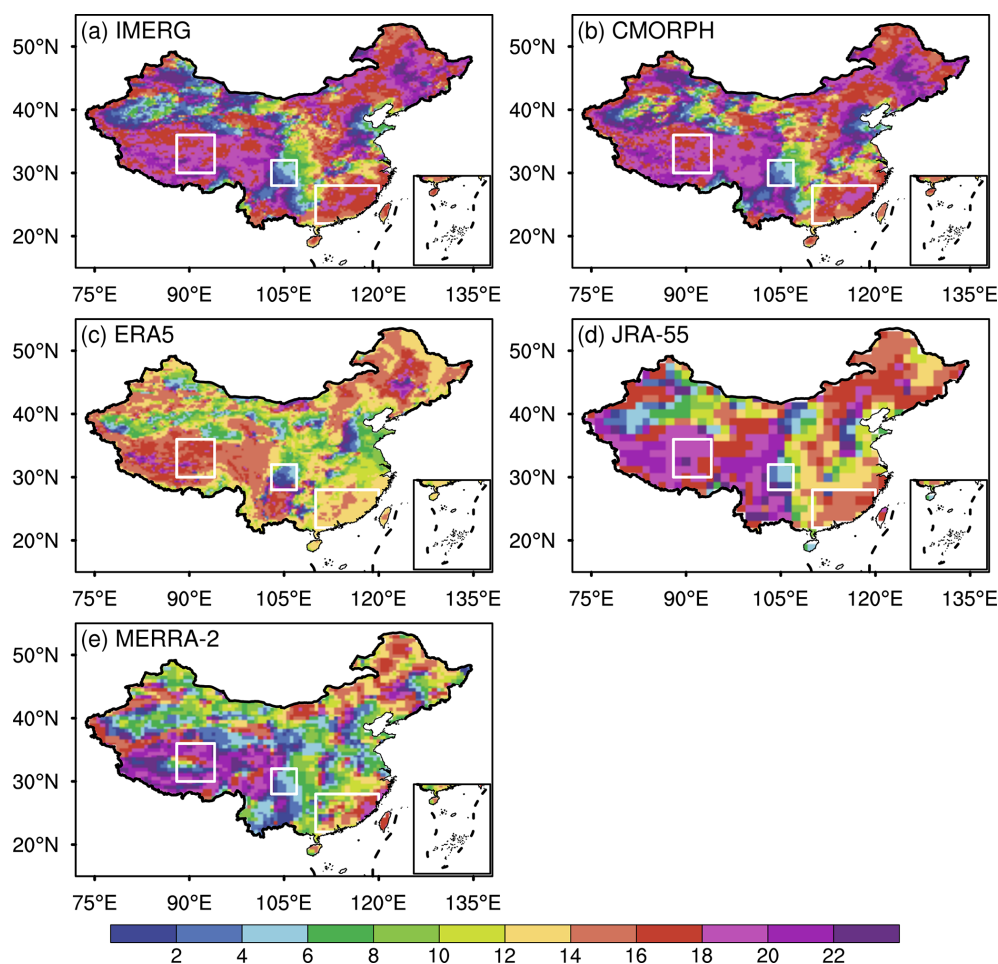 (a) IMERG
(b) CMORPH
50°N
50°N
40°N
40°N
30°N
30°N
20°N
20°N
75°E 90°E 105°E 120°E 135°E
75°E 90°E 105°E 120°E 135°E
(c) ERA5
(d) JRA-55
50°N
50°N
40°N
40°N
30°N
30°N
20°N
20°N
75°E 90°E 105°E 120°E 135°E
75°E 90°E 105°E 120°E 135°E
(e) MERRA-2
50°N
40°N
30°N
20°N
75°E 90°E 105°E 120°E 135°E
2 4 6 8 10 12 14 16 18 20 22